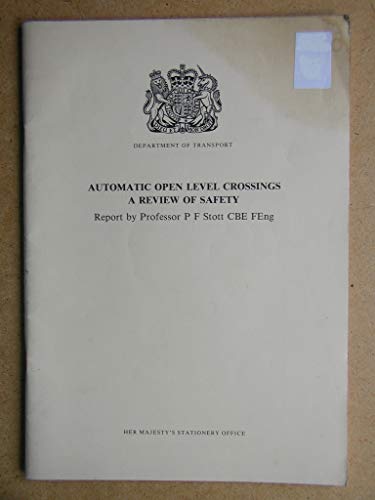 DEPARTMENT OF TRANSPORT
AUTOMATIC OPEN LEVEL CROSSINGS
A REVIEW OF SAFETY
Report by Professor P F Stott CBE FEng
HER MAJESTY'S STATIONERY OFFICE